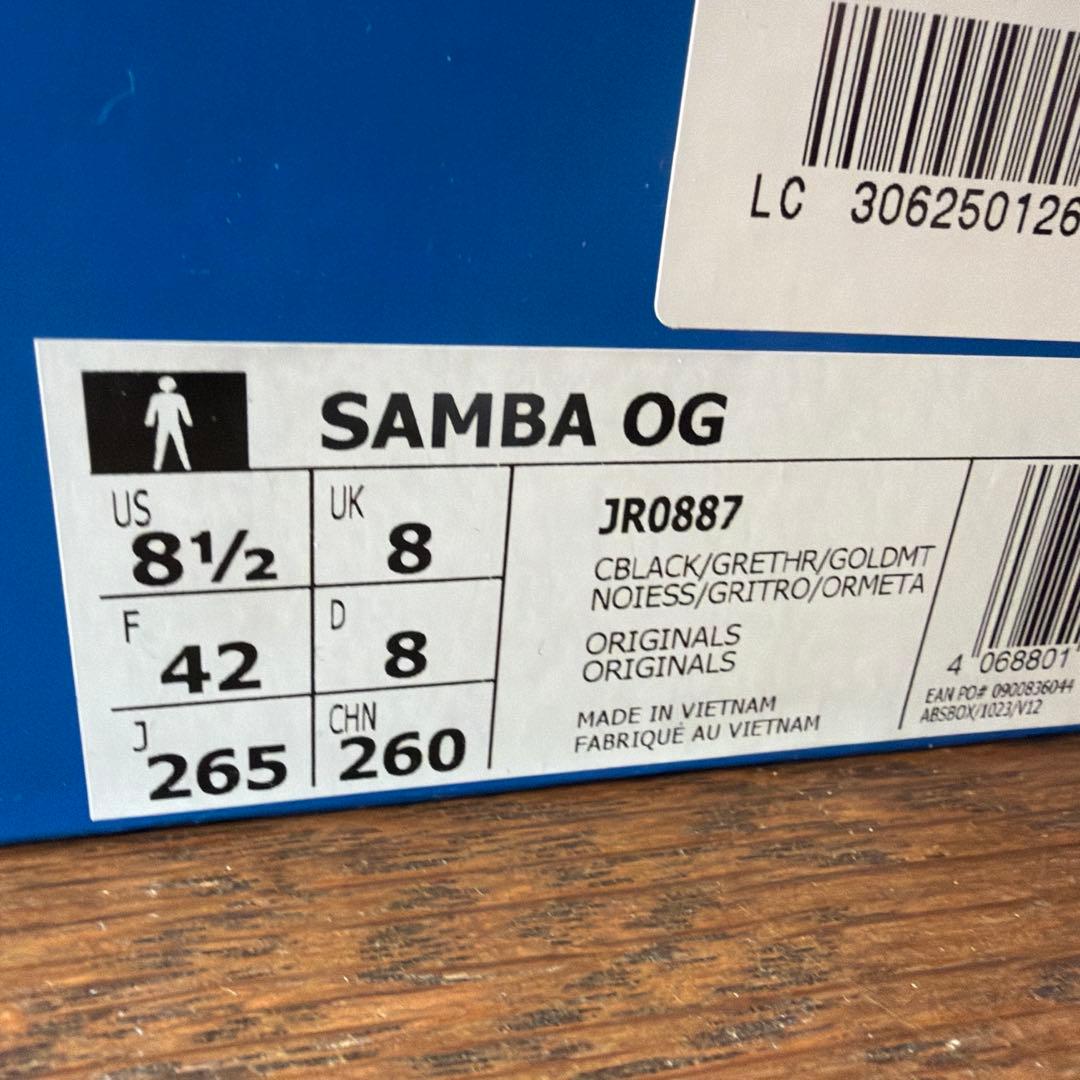 LC 306250126
SAMBA OG
US 8½
UK 8
F 42
D 8
J 265
CHN 260
JR0887
CBLACK/GRETHR/GOLDMT
NOIESS/GRITRO/ORMETA
ORIGINALS
ORIGINALS
MADE IN VIETNAM
FABRIQUÉ AU VIETNAM
4 068801
EAN PO# 0900836044
ABSBOX/1023/V12